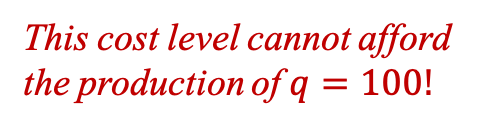 This cost level cannot afford
the production of q = 100!